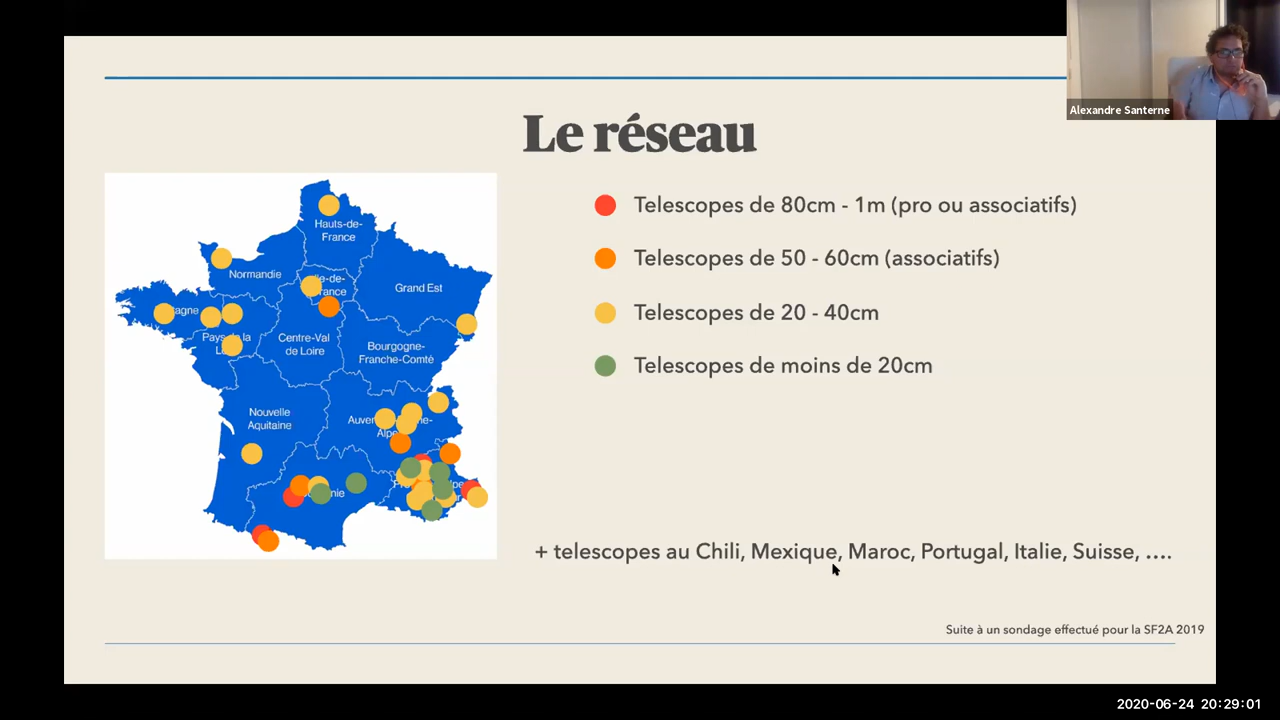 Alexandre Santerne
Le réseau
Telescopes de 80cm - 1m (pro ou associatifs)
Telescopes de 50 - 60cm (associatifs)
Telescopes de 20 - 40cm
Telescopes de moins de 20cm
Hauts-de-
France
Normandie
Grand Est
Centre-Val
de Loire
Bourgogne-
Franche-Comté
Nouvelle
Aquitaine
+ telescopes au Chili, Mexique, Maroc, Portugal, Italie, Suisse, ....
Suite à un sondage effectué pour la SF2A 2019
2020-06-24 20:29:01